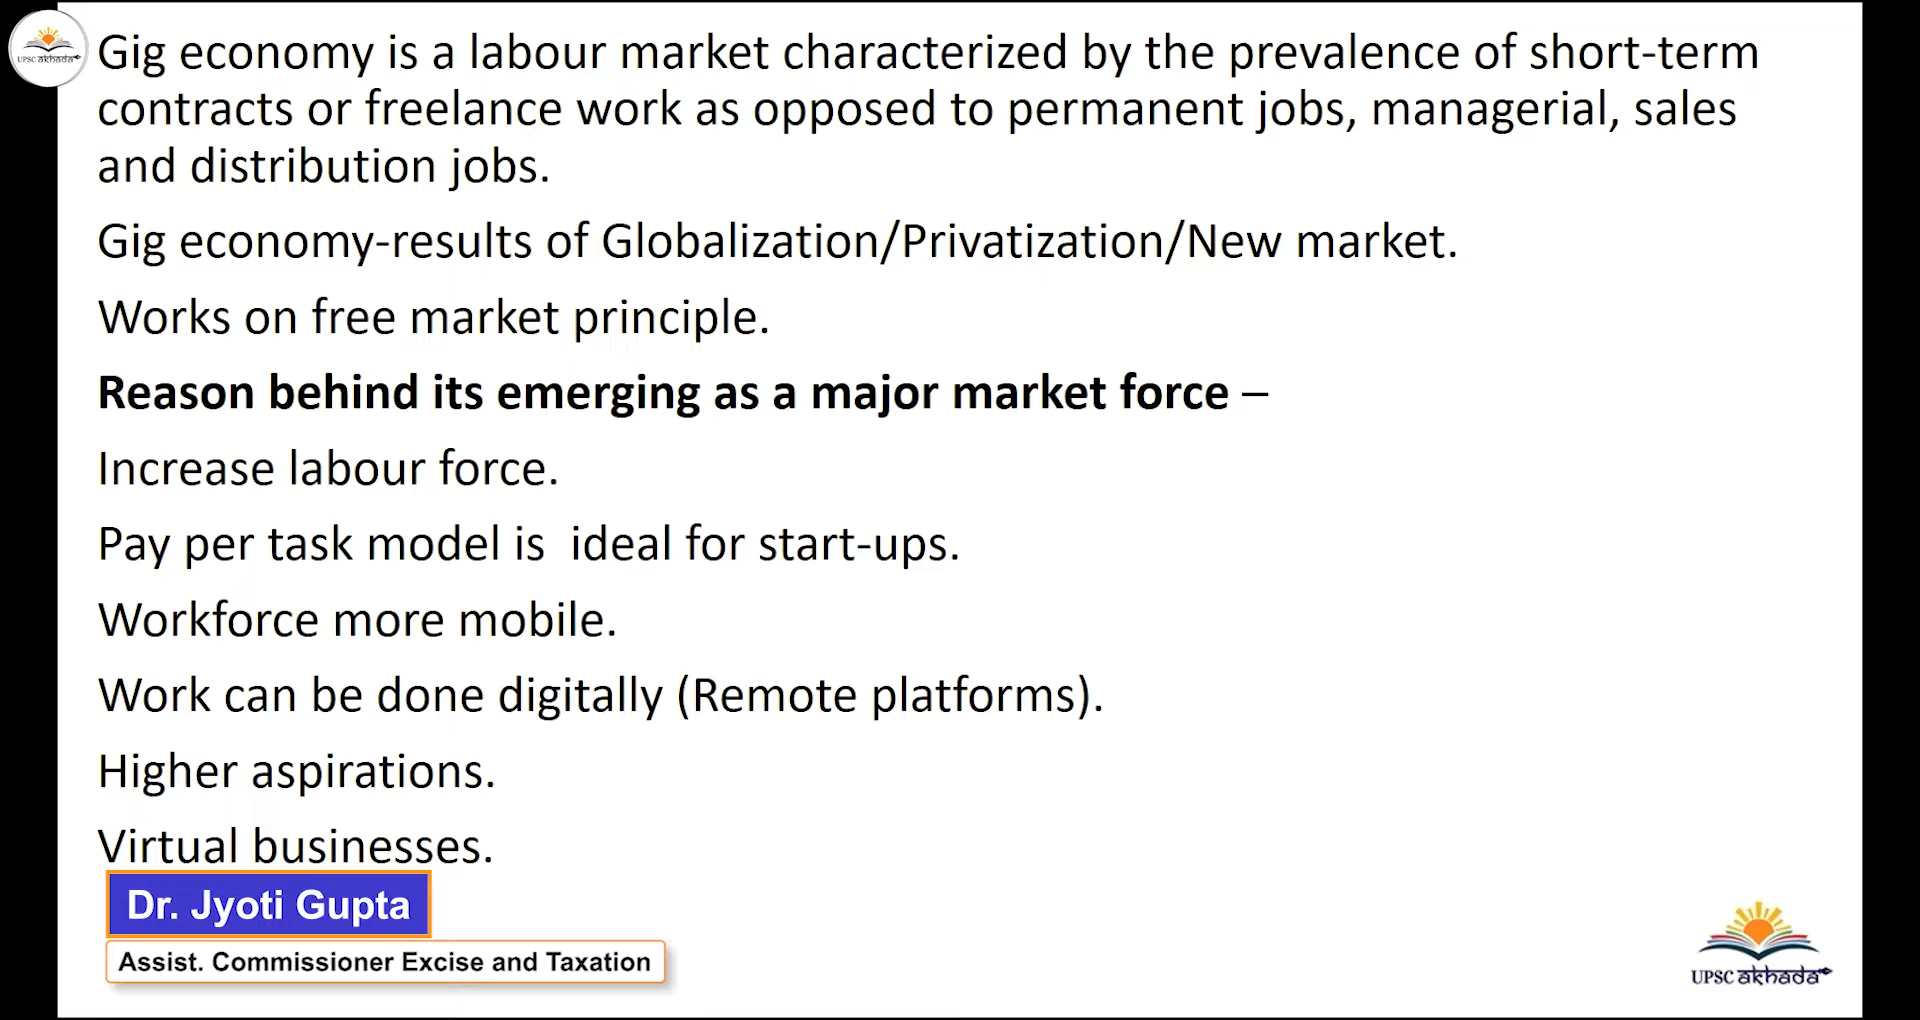 UPSC akhada
Gig economy is a labour market characterized by the prevalence of short-term
contracts or freelance work as opposed to permanent jobs, managerial, sales
and distribution jobs.
Gig economy-results of Globalization/Privatization/New market.
Works on free market principle.
Reason behind its emerging as a major market force –
Increase labour force.
Pay per task model is  ideal for start-ups.
Workforce more mobile.
Work can be done digitally (Remote platforms).
Higher aspirations.
Virtual businesses.
Dr. Jyoti Gupta
Assist. Commissioner Excise and Taxation
UPSC akhada